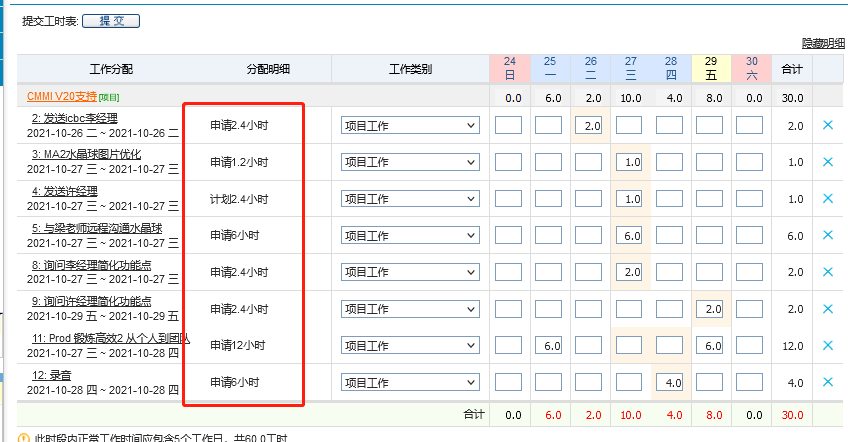 提交工时表: 提 交
隐藏明细
工作分配 分配明细 工作类别 24 25 26 27 28 29 30 合计
日 一 二 三 四 五 六
CMMI V20支持 [项目] 0.0 6.0 2.0 10.0 4.0 8.0 0.0 30.0
2: 发送icbc李经理
2021-10-26 二 ~ 2021-10-26 二 申请2.4小时 项目工作 2.0 2.0
3: MA2水晶球图片优化
2021-10-27 三 ~ 2021-10-27 三 申请1.2小时 项目工作 1.0 1.0
4: 发送许经理
2021-10-27 三 ~ 2021-10-27 三 计划2.4小时 项目工作 1.0 1.0
5: 与梁老师远程沟通水晶球
2021-10-27 三 ~ 2021-10-27 三 申请6小时 项目工作 6.0 6.0
8: 询问李经理简化功能点
2021-10-27 三 ~ 2021-10-27 三 申请2.4小时 项目工作 2.0 2.0
9: 询问许经理简化功能点
2021-10-29 五 ~ 2021-10-29 五 申请2.4小时 项目工作 2.0 2.0
11: Prod 锻炼高效2 从个人到团队
2021-10-27 三 ~ 2021-10-28 四 申请12小时 项目工作 6.0 6.0 12.0
12: 录音
2021-10-28 四 ~ 2021-10-28 四 申请6小时 项目工作 4.0 4.0
合计 0.0 6.0 2.0 10.0 4.0 8.0 0.0 30.0
此时段内正常工作时间应包含5个工作日，共60.0工时